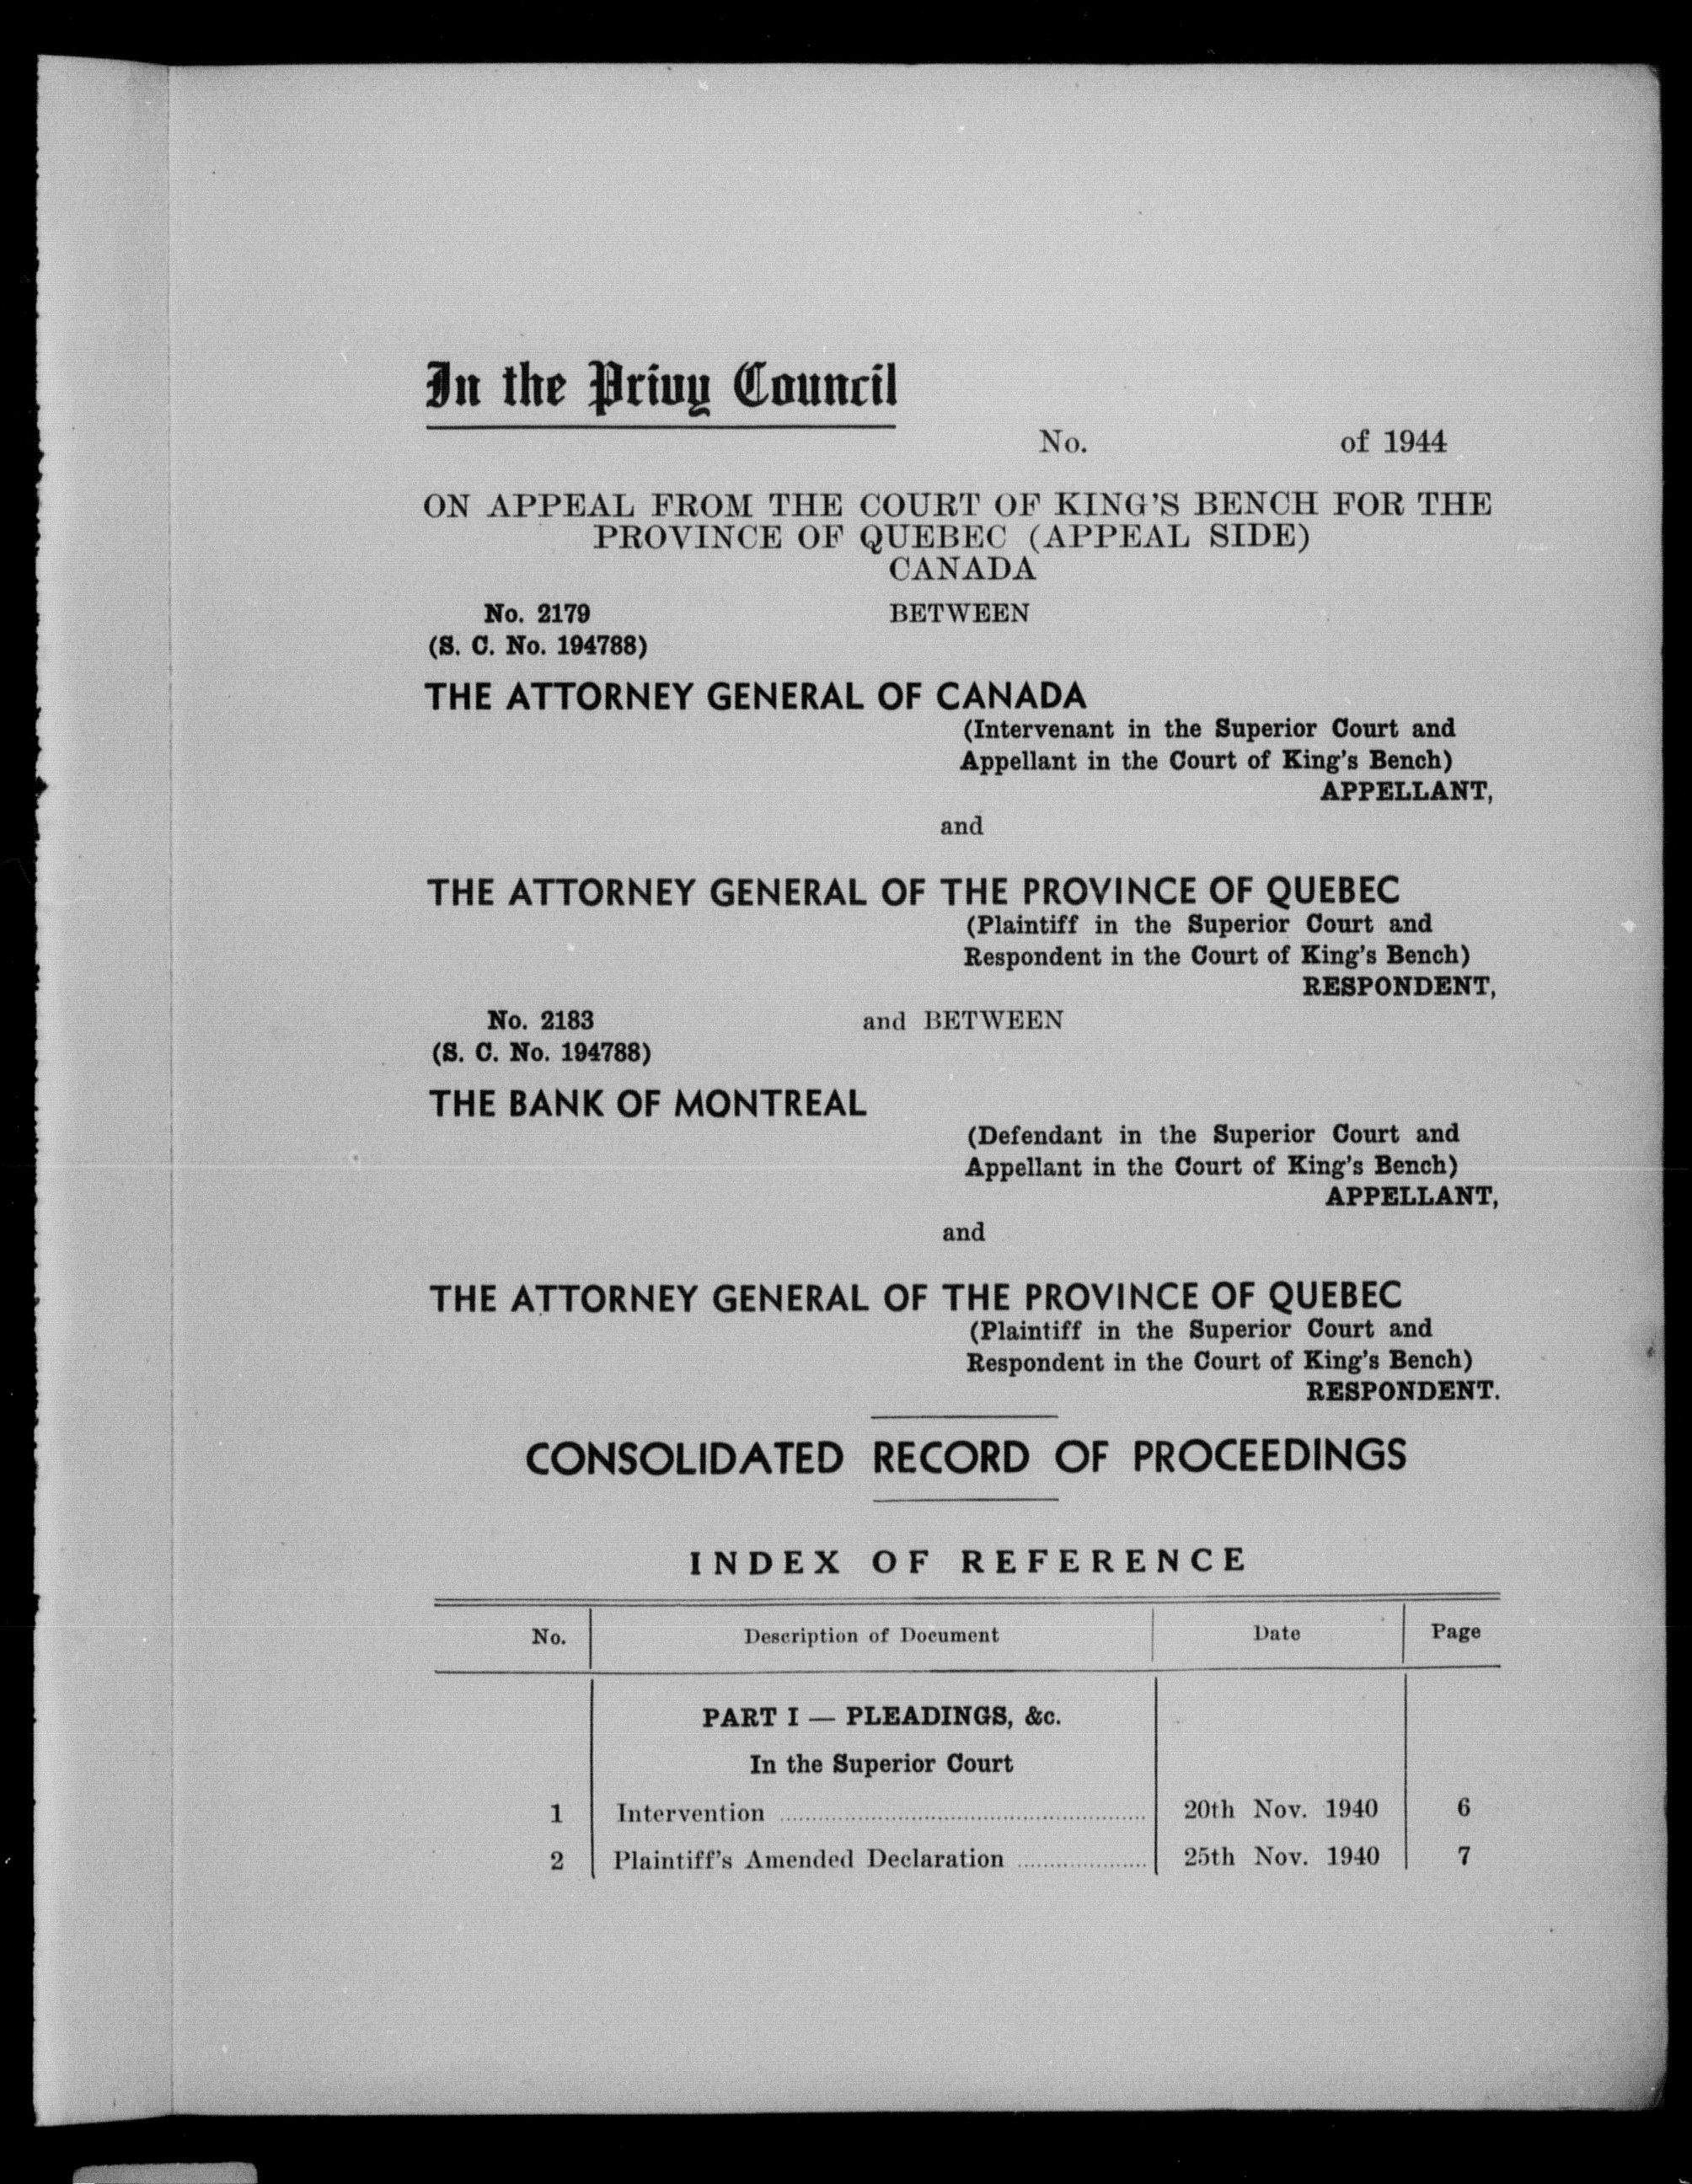 In the Privy Council
No. of 1944
ON APPEAL FROM THE COURT OF KING'S BENCH FOR THE
PROVINCE OF QUEBEC (APPEAL SIDE)
CANADA
No. 2179 BETWEEN
(S. C. No. 194788)
THE ATTORNEY GENERAL OF CANADA
(Intervenant in the Superior Court and
Appellant in the Court of King's Bench)
APPELLANT,
and
THE ATTORNEY GENERAL OF THE PROVINCE OF QUEBEC
(Plaintiff in the Superior Court and
Respondent in the Court of King's Bench)
RESPONDENT,
No. 2183 and BETWEEN
(S. C. No. 194788)
THE BANK OF MONTREAL
(Defendant in the Superior Court and
Appellant in the Court of King's Bench)
APPELLANT,
and
THE ATTORNEY GENERAL OF THE PROVINCE OF QUEBEC
(Plaintiff in the Superior Court and
Respondent in the Court of King's Bench)
RESPONDENT.
CONSOLIDATED RECORD OF PROCEEDINGS
INDEX OF REFERENCE
No. Description of Document Date Page
PART I — PLEADINGS, &c.
In the Superior Court
1 Intervention ........ 20th Nov. 1940 6
2 Plaintiff's Amended Declaration ........ 25th Nov. 1940 7